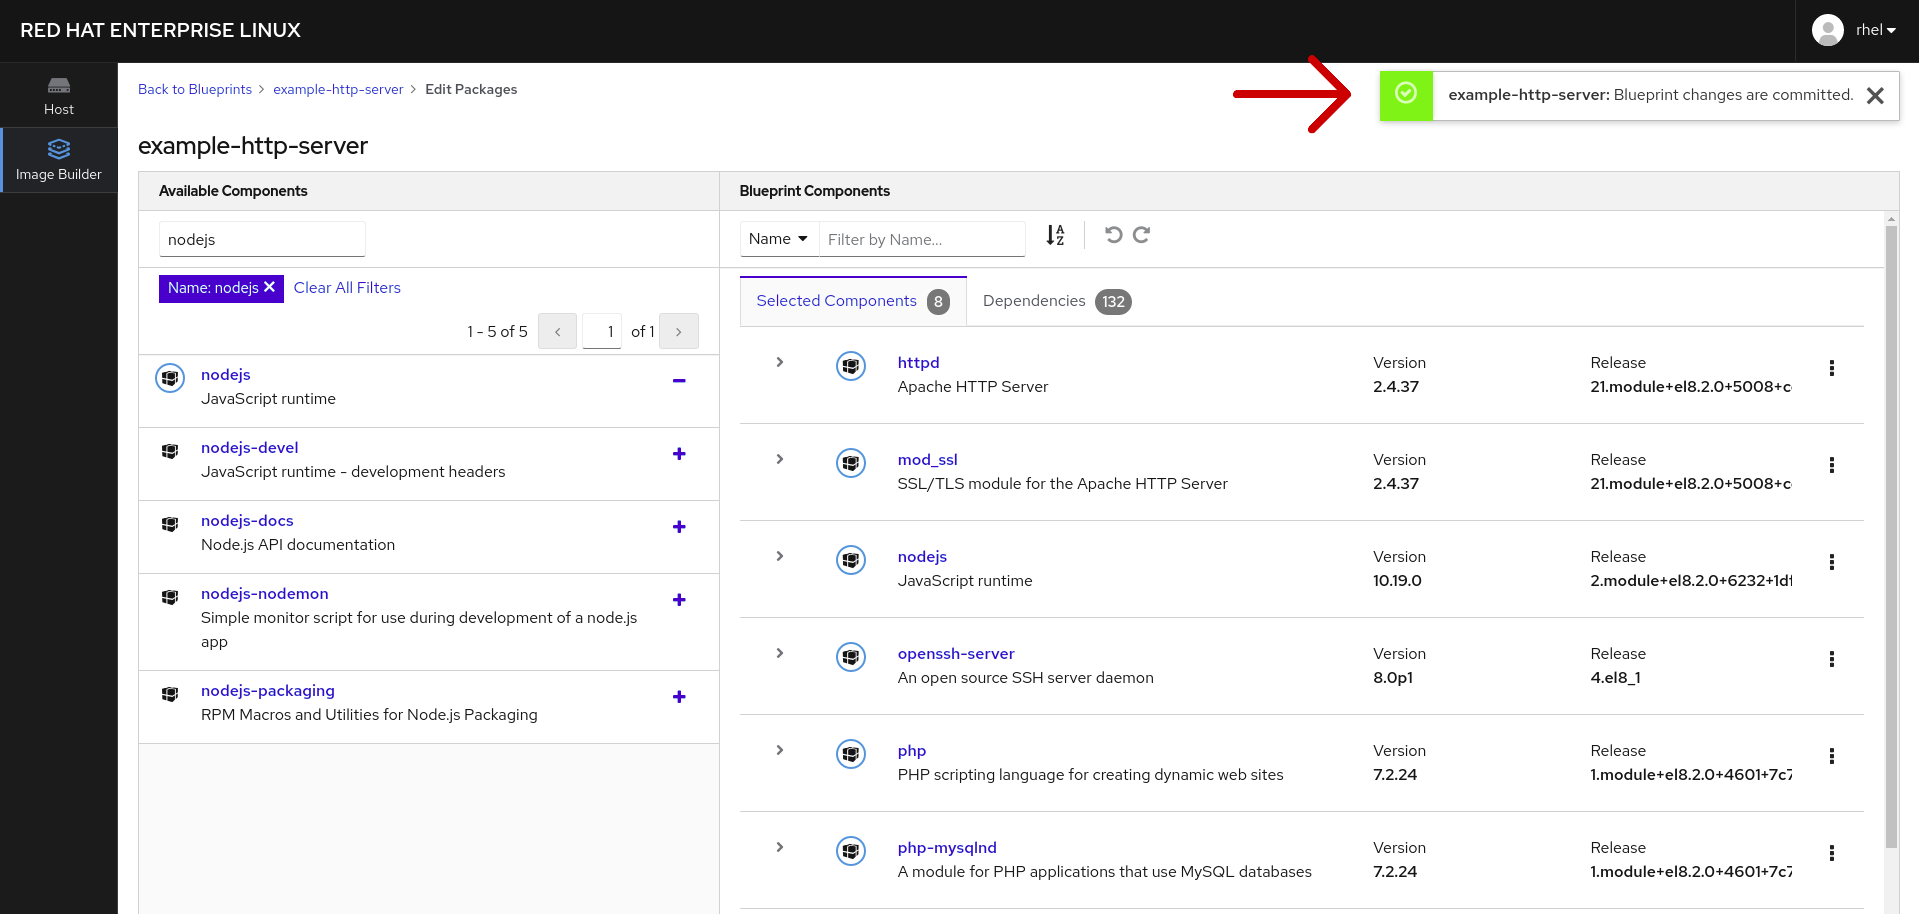 RED HAT ENTERPRISE LINUX
rhel
Host
Image Builder
Back to Blueprints > example-http-server > Edit Packages
example-http-server: Blueprint changes are committed.
example-http-server
Available Components
nodejs
Name: nodejs
Clear All Filters
1 - 5 of 5
1
of 1
nodejs
JavaScript runtime
nodejs-devel
JavaScript runtime - development headers
nodejs-docs
Node.js API documentation
nodejs-nodemon
Simple monitor script for use during development of a node.js
app
nodejs-packaging
RPM Macros and Utilities for Node.js Packaging
Blueprint Components
Name
Filter by Name...
A
Z
Selected Components 8
Dependencies 132
httpd
Apache HTTP Server
Version
2.4.37
Release
21.module+el8.2.0+5008+c
mod_ssl
SSL/TLS module for the Apache HTTP Server
Version
2.4.37
Release
21.module+el8.2.0+5008+c
nodejs
JavaScript runtime
Version
10.19.0
Release
2.module+el8.2.0+6232+1df
openssh-server
An open source SSH server daemon
Version
8.0p1
Release
4.el8_1
php
PHP scripting language for creating dynamic web sites
Version
7.2.24
Release
1.module+el8.2.0+4601+7c7
php-mysqlnd
A module for PHP applications that use MySQL databases
Version
7.2.24
Release
1.module+el8.2.0+4601+7c7